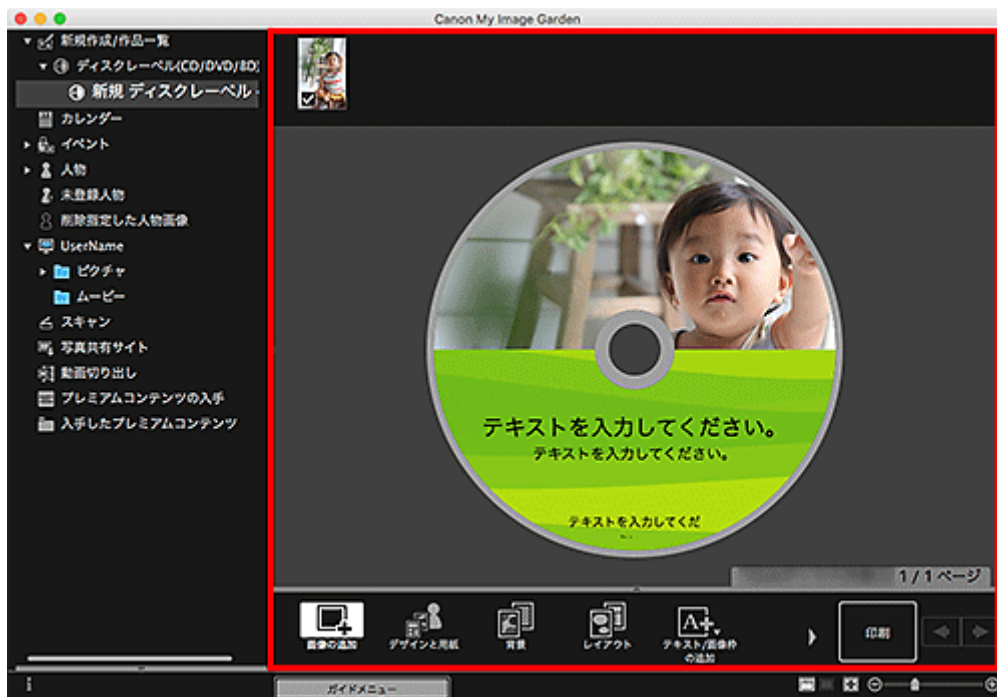 Canon My Image Garden
新規作成/作品一覧
ディスクレーベル(CD/DVD/BD)
新規 ディスクレーベル
カレンダー
イベント
人物
未登録人物
削除指定した人物画像
UserName
ピクチャ
ムービー
スキャン
写真共有サイト
動画切り出し
プレミアムコンテンツの入手
入手したプレミアムコンテンツ
テキストを入力してください。
テキストを入力してください。
テキストを入力してくだ
1 / 1 ページ
画像の追加
デザインと用紙
背景
レイアウト
テキスト/画像枠
の追加
印刷
ガイドメニュー